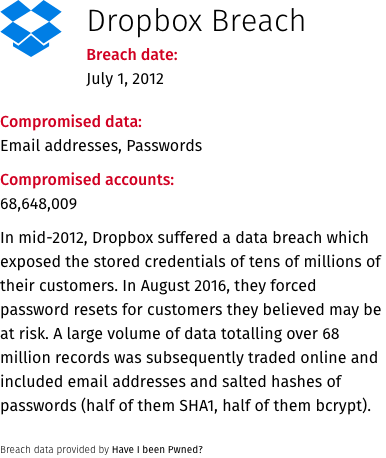 Dropbox Breach
Breach date:
July 1, 2012
Compromised data:
Email addresses, Passwords
Compromised accounts:
68,648,009
In mid-2012, Dropbox suffered a data breach which
exposed the stored credentials of tens of millions of
their customers. In August 2016, they forced
password resets for customers they believed may be
at risk. A large volume of data totalling over 68
million records was subsequently traded online and
included email addresses and salted hashes of
passwords (half of them SHA1, half of them bcrypt).
Breach data provided by Have I been Pwned?